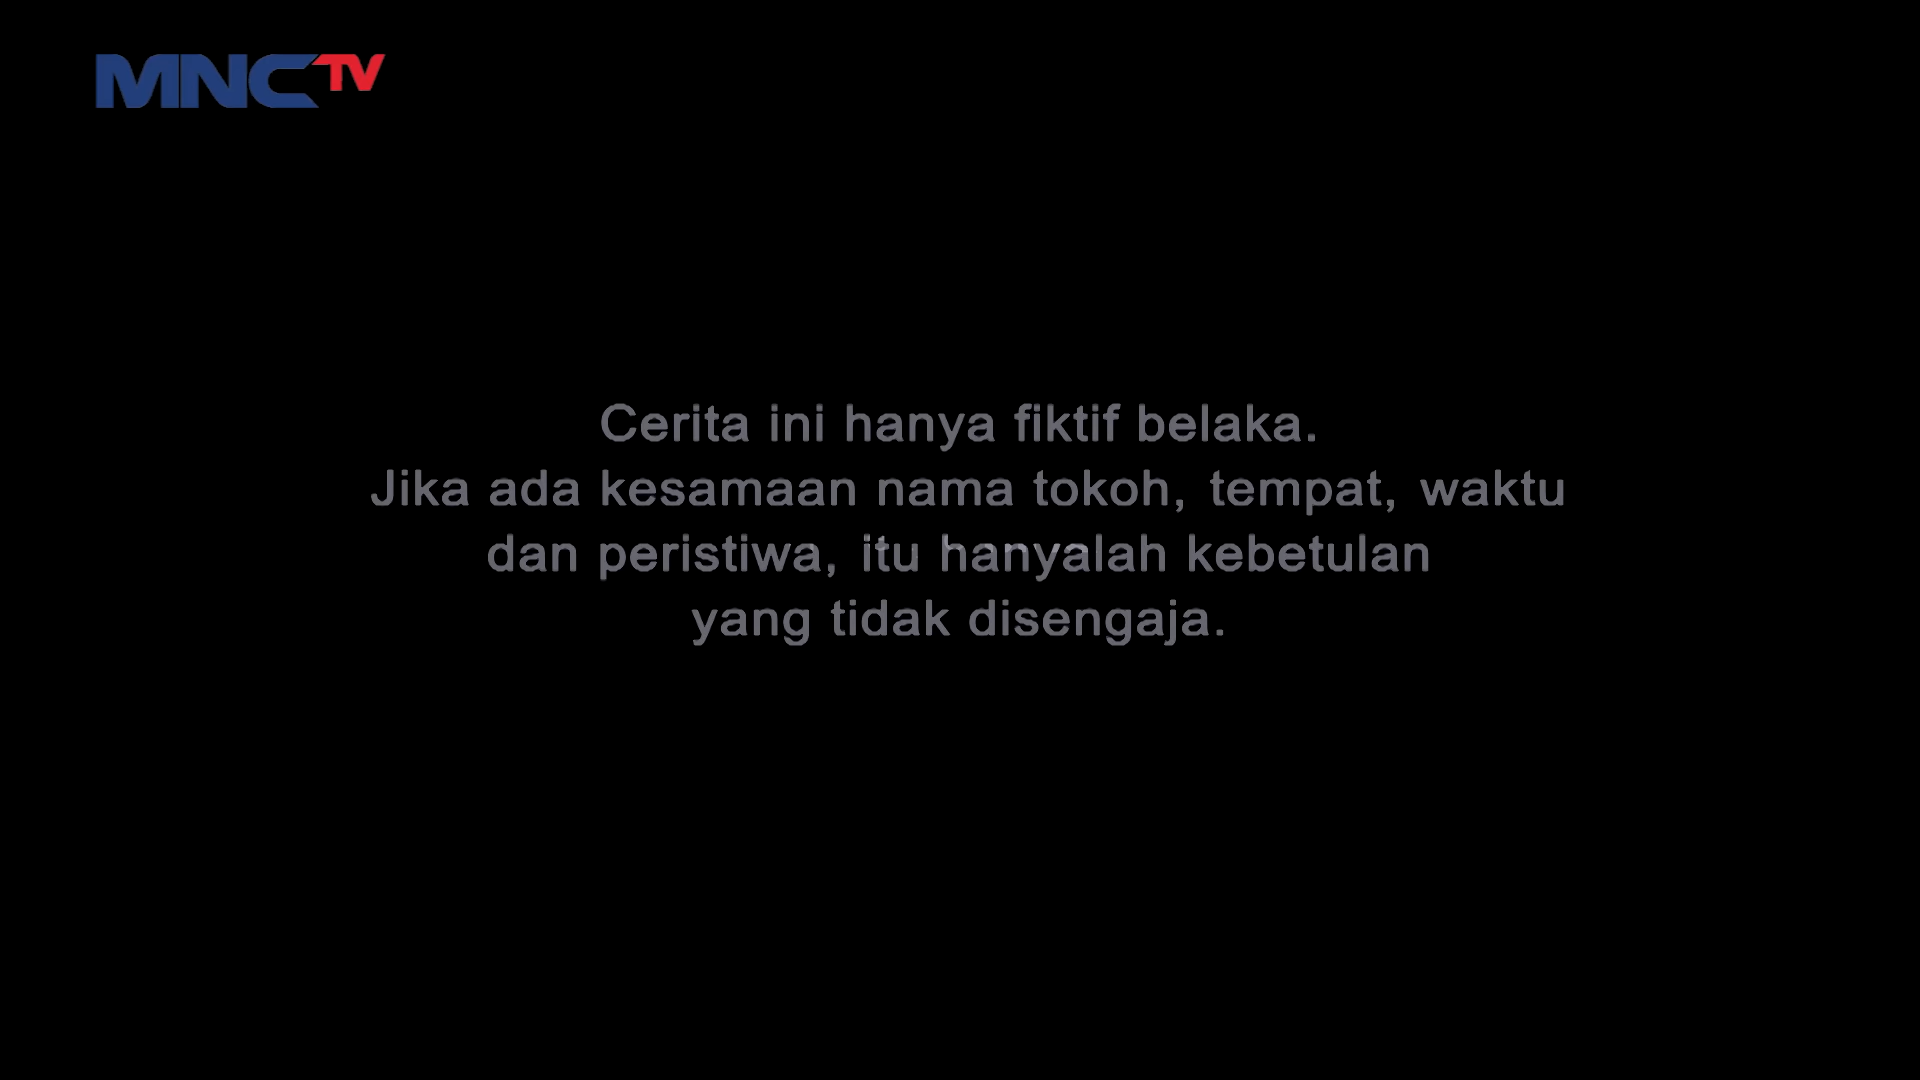 MNCTV
Cerita ini hanya fiktif belaka.
Jika ada kesamaan nama tokoh, tempat, waktu
dan peristiwa, itu hanyalah kebetulan
yang tidak disengaja.